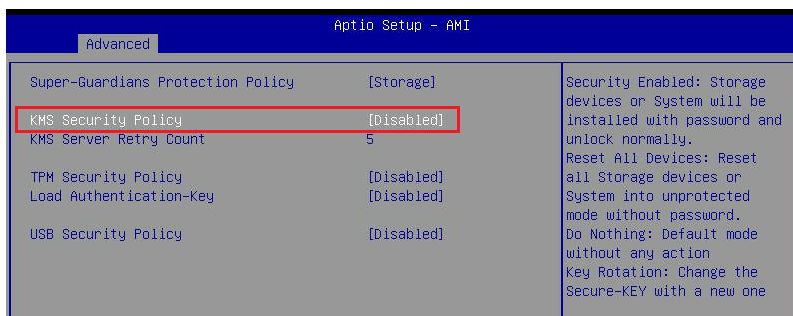 Aptio Setup – AMI
Advanced
Super-Guardians Protection Policy [Storage]
KMS Security Policy [Disabled]
KMS Server Retry Count 5
TPM Security Policy [Disabled]
Load Authentication-Key [Disabled]
USB Security Policy [Disabled]
Security Enabled: Storage
devices or System will be
installed with password and
unlock normally.
Reset All Devices: Reset
all Storage devices or
System into unprotected
mode without password.
Do Nothing: Default mode
without any action
Key Rotation: Change the
Secure-KEY with a new one